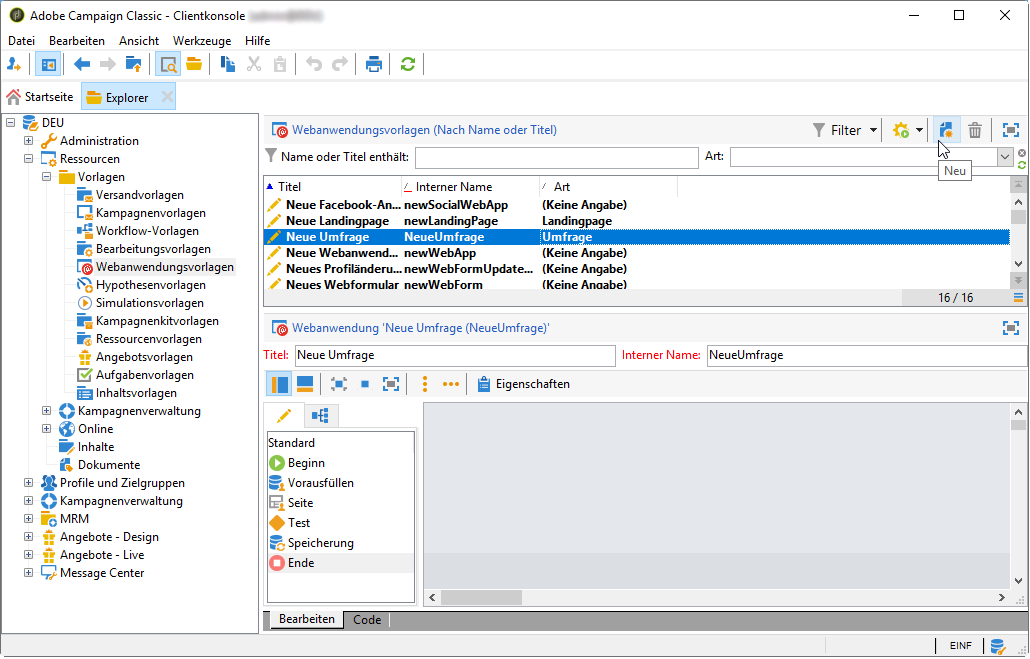 Adobe Campaign Classic - Clientkonsole
Datei Bearbeiten Ansicht Werkzeuge Hilfe
Startseite Explorer
DEU
Administration
Ressourcen
Vorlagen
Versandvorlagen
Kampagnenvorlagen
Workflow-Vorlagen
Bearbeitungsvorlagen
Webanwendungsvorlagen
Hypothesenvorlagen
Simulationsvorlagen
Kampagnenkitvorlagen
Ressourcenvorlagen
Angebotsvorlagen
Aufgabenvorlagen
Inhaltsvorlagen
Kampagnenverwaltung
Online
Inhalte
Dokumente
Profile und Zielgruppen
Kampagnenverwaltung
MRM
Angebote - Design
Angebote - Live
Message Center
Webanwendungsvorlagen (Nach Name oder Titel) Filter
Name oder Titel enthält: Art:
Neu
Titel Interner Name Art
Neue Facebook-An... newSocialWebApp (Keine Angabe)
Neue Landingpage newLandingPage Landingpage
Neue Umfrage NeueUmfrage Umfrage
Neue Webanwend... newWebApp (Keine Angabe)
Neues Profiländeru... newWebFormUpdate... (Keine Angabe)
Neues Webformular newWebForm (Keine Angabe)
16 / 16
Webanwendung 'Neue Umfrage (NeueUmfrage)'
Titel: Neue Umfrage Interner Name: NeueUmfrage
Eigenschaften
Standard
Beginn
Vorausfüllen
Seite
Test
Speicherung
Ende
Bearbeiten Code
EINF